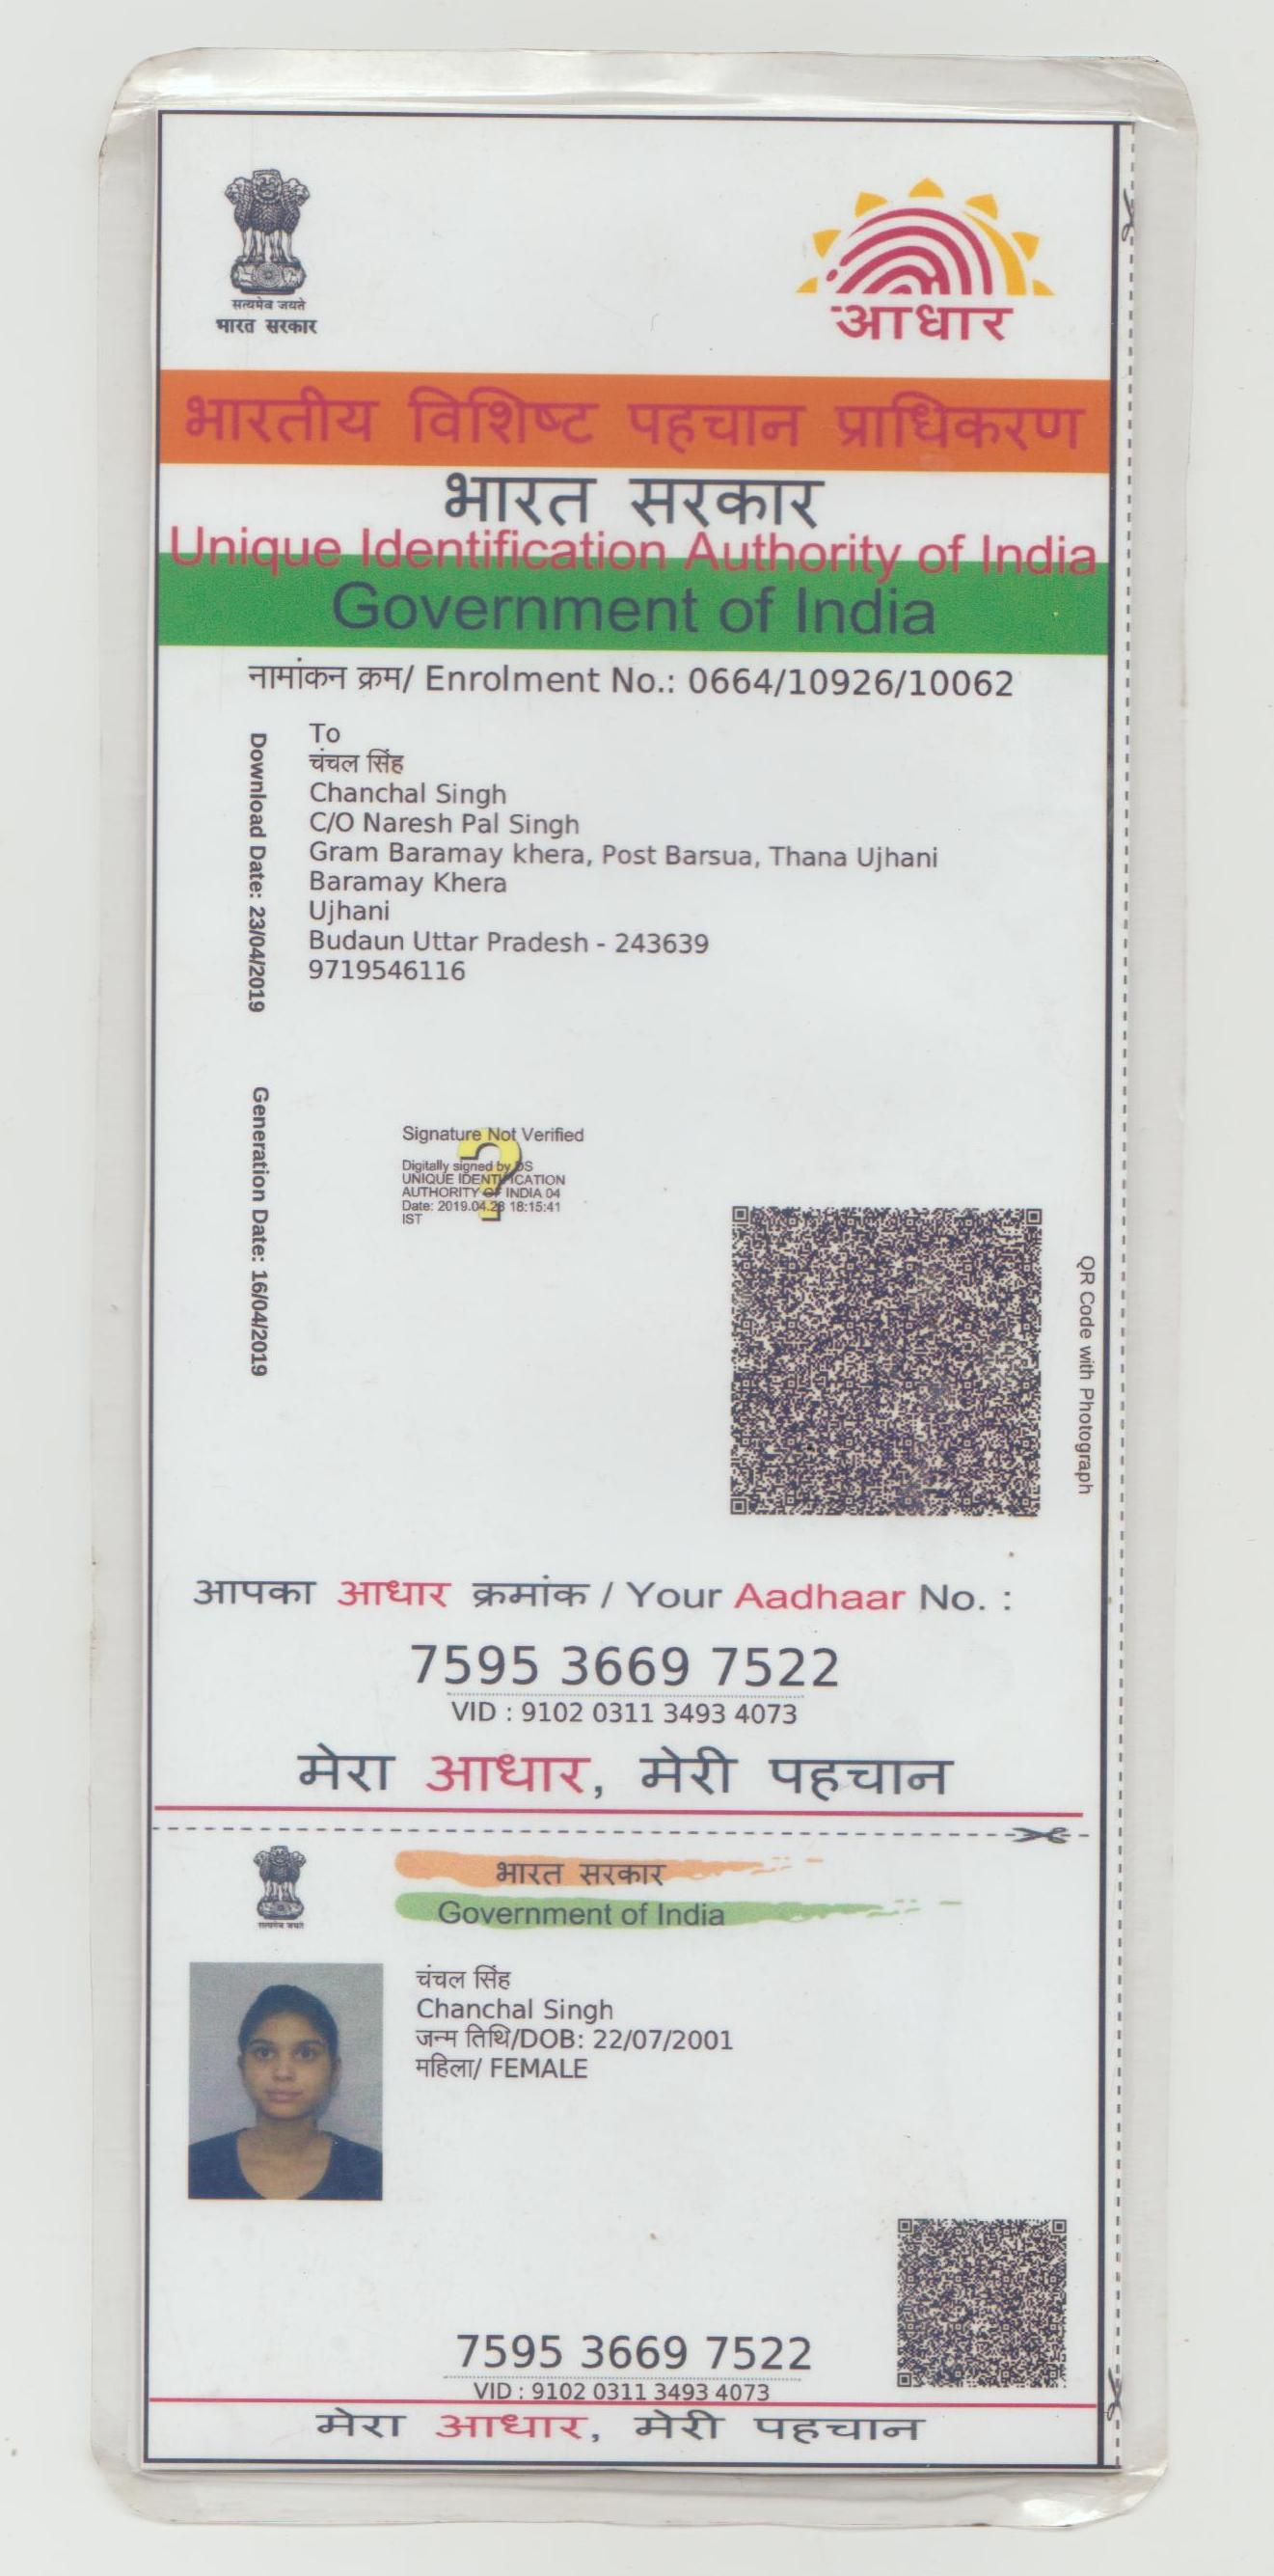 सत्यमेव जयते
भारत सरकार
आधार
भारतीय विशिष्ट पहचान प्राधिकरण
भारत सरकार
Unique Identification Authority of India
Government of India
नामांकन क्रम/ Enrolment No.: 0664/10926/10062
Download Date: 23/04/2019
To
चंचल सिंह
Chanchal Singh
C/O Naresh Pal Singh
Gram Baramay khera, Post Barsua, Thana Ujhani
Baramay Khera
Ujhani
Budaun Uttar Pradesh - 243639
9719546116
Generation Date: 16/04/2019
Signature Not Verified
Digitally signed by DS
UNIQUE IDENTIFICATION
AUTHORITY OF INDIA 04
Date: 2019.04.23 18:15:41
IST
QR Code with Photograph
आपका आधार क्रमांक / Your Aadhaar No. :
7595 3669 7522
VID : 9102 0311 3493 4073
मेरा आधार, मेरी पहचान
सत्यमेव जयते
भारत सरकार
Government of India
चंचल सिंह
Chanchal Singh
जन्म तिथि/DOB: 22/07/2001
महिला/ FEMALE
7595 3669 7522
VID : 9102 0311 3493 4073
मेरा आधार, मेरी पहचान